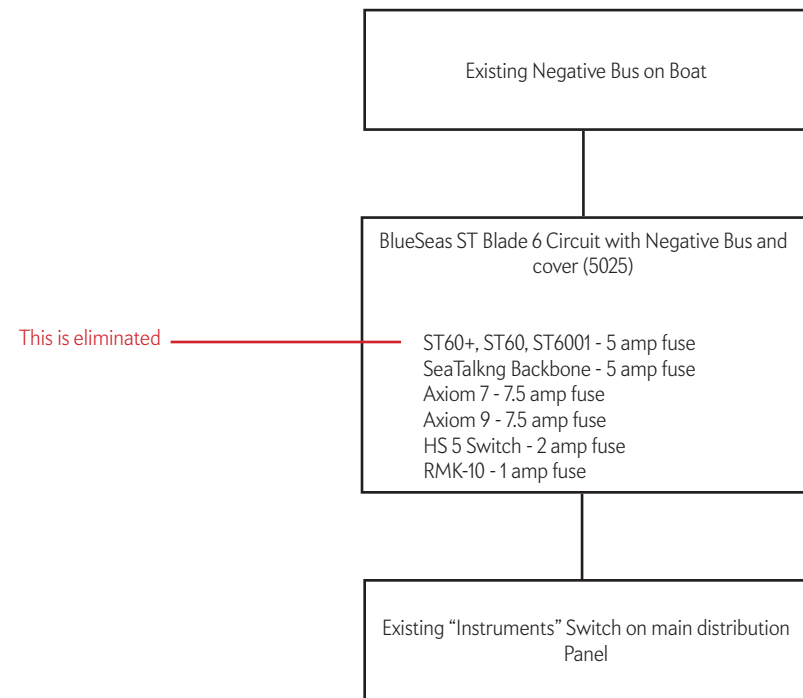 Existing Negative Bus on Boat
BlueSeas ST Blade 6 Circuit with Negative Bus and
cover (5025)
This is eliminated
ST60+, ST60, ST6001 - 5 amp fuse
SeaTalkng Backbone - 5 amp fuse
Axiom 7 - 7.5 amp fuse
Axiom 9 - 7.5 amp fuse
HS 5 Switch - 2 amp fuse
RMK-10 - 1 amp fuse
Existing “Instruments” Switch on main distribution
Panel